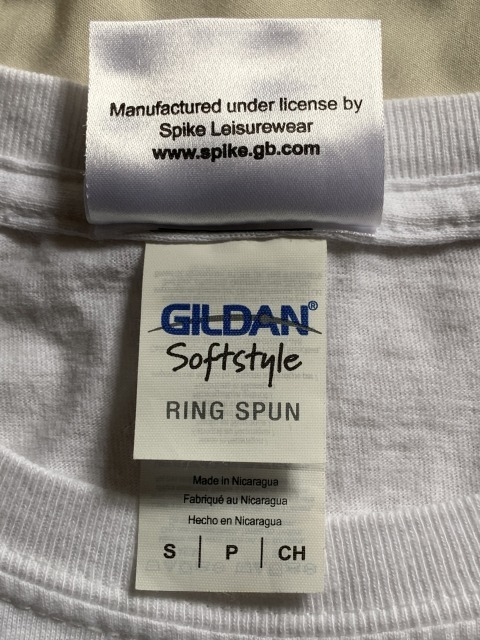 Manufactured under license by
Spike Leisurewear
www.spike.gb.com
GILDAN®
Softstyle
RING SPUN
Made in Nicaragua
Fabriqué au Nicaragua
Hecho en Nicaragua
S | P | CH